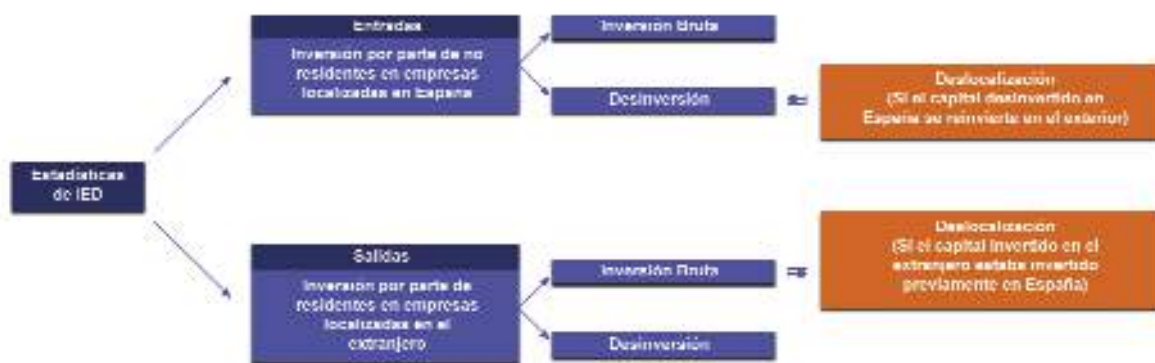 Entradas
Inversión por parte de no
residentes en empresas
localizadas en España
Inversión Bruta
Desinversión
Deslocalización
(Si el capital desinvertido en
España se reinvierte en el exterior)
Estadísticas
de IED
Salidas
Inversión por parte de
residentes en empresas
localizadas en el
extranjero
Inversión Bruta
Desinversión
Deslocalización
(Si el capital invertido en el
extranjero estaba invertido
previamente en España)